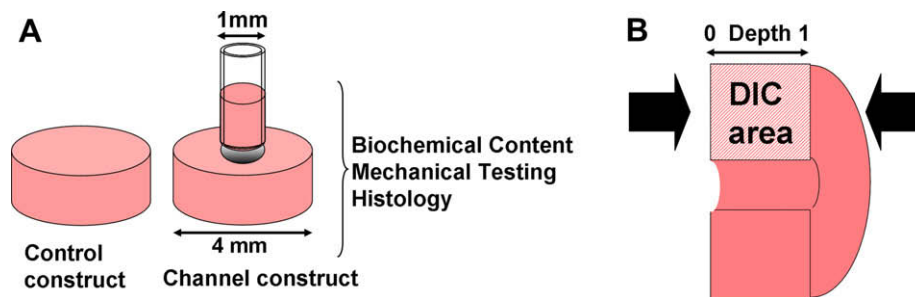 A
1mm
Biochemical Content
Mechanical Testing
Histology
Control
construct
4 mm
Channel construct
B
0 Depth 1
DIC
area